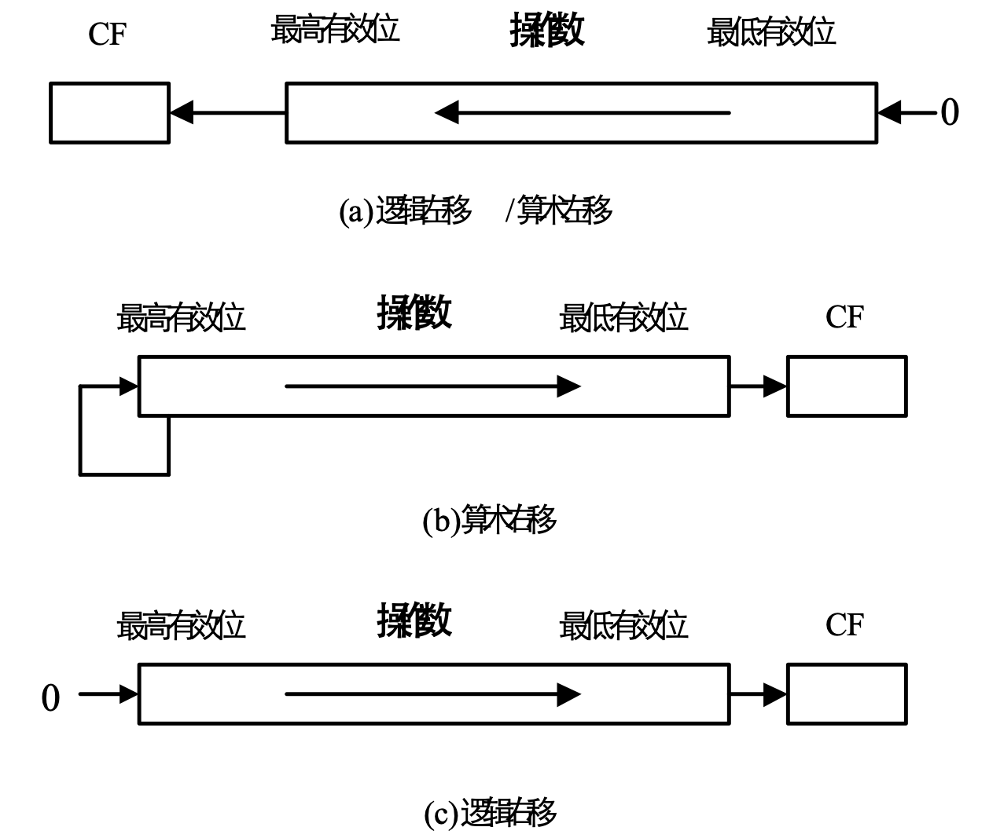 CF 最高有效位 操作数 最低有效位
0
(a)逻辑左移 /算术左移
最高有效位 操作数 最低有效位 CF
(b)算术右移
最高有效位 操作数 最低有效位 CF
0
(c)逻辑右移